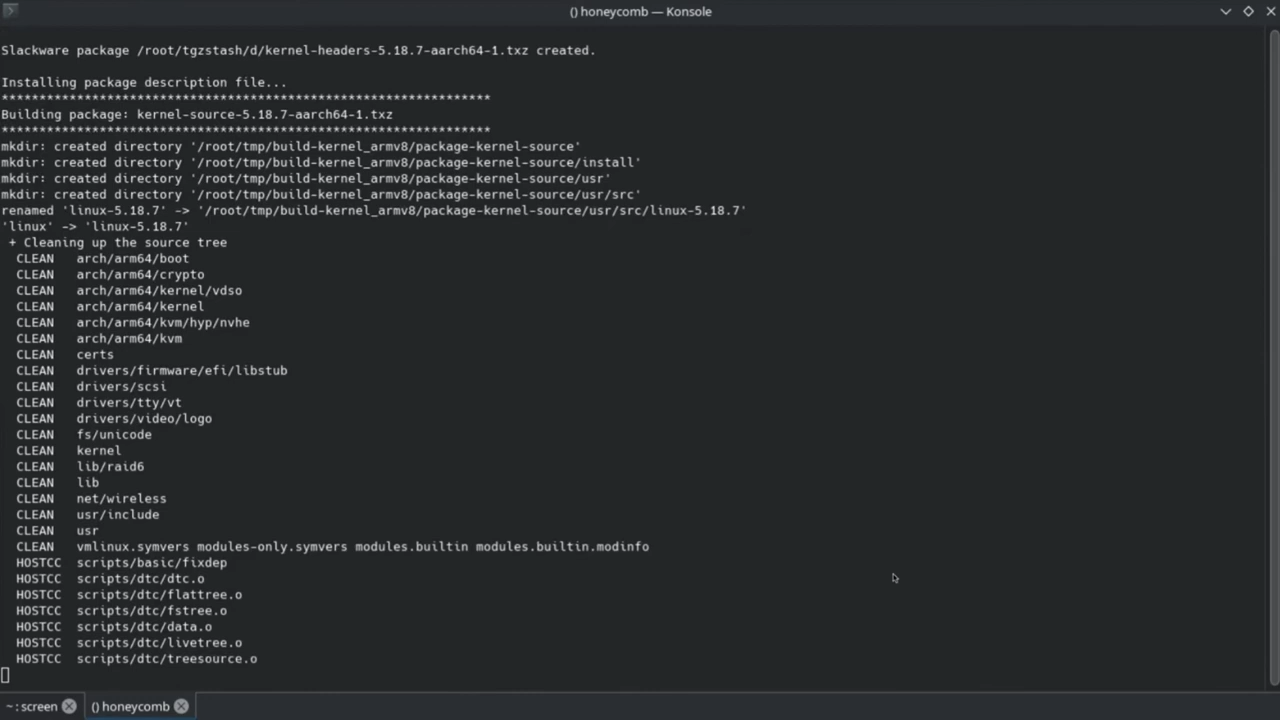 () honeycomb — Konsole
Slackware package /root/tgzstash/d/kernel-headers-5.18.7-aarch64-1.txz created.
Installing package description file...
*****************************************************************
Building package: kernel-source-5.18.7-aarch64-1.txz
*****************************************************************
mkdir: created directory '/root/tmp/build-kernel_armv8/package-kernel-source'
mkdir: created directory '/root/tmp/build-kernel_armv8/package-kernel-source/install'
mkdir: created directory '/root/tmp/build-kernel_armv8/package-kernel-source/usr'
mkdir: created directory '/root/tmp/build-kernel_armv8/package-kernel-source/usr/src'
renamed 'linux-5.18.7' -> '/root/tmp/build-kernel_armv8/package-kernel-source/usr/src/linux-5.18.7'
'linux' -> 'linux-5.18.7'
 + Cleaning up the source tree
  CLEAN   arch/arm64/boot
  CLEAN   arch/arm64/crypto
  CLEAN   arch/arm64/kernel/vdso
  CLEAN   arch/arm64/kernel
  CLEAN   arch/arm64/kvm/hyp/nvhe
  CLEAN   arch/arm64/kvm
  CLEAN   certs
  CLEAN   drivers/firmware/efi/libstub
  CLEAN   drivers/scsi
  CLEAN   drivers/tty/vt
  CLEAN   drivers/video/logo
  CLEAN   fs/unicode
  CLEAN   kernel
  CLEAN   lib/raid6
  CLEAN   lib
  CLEAN   net/wireless
  CLEAN   usr/include
  CLEAN   usr
  CLEAN   vmlinux.symvers modules-only.symvers modules.builtin modules.builtin.modinfo
  HOSTCC  scripts/basic/fixdep
  HOSTCC  scripts/dtc/dtc.o
  HOSTCC  scripts/dtc/flattree.o
  HOSTCC  scripts/dtc/fstree.o
  HOSTCC  scripts/dtc/data.o
  HOSTCC  scripts/dtc/livetree.o
  HOSTCC  scripts/dtc/treesource.o
~ : screen
() honeycomb